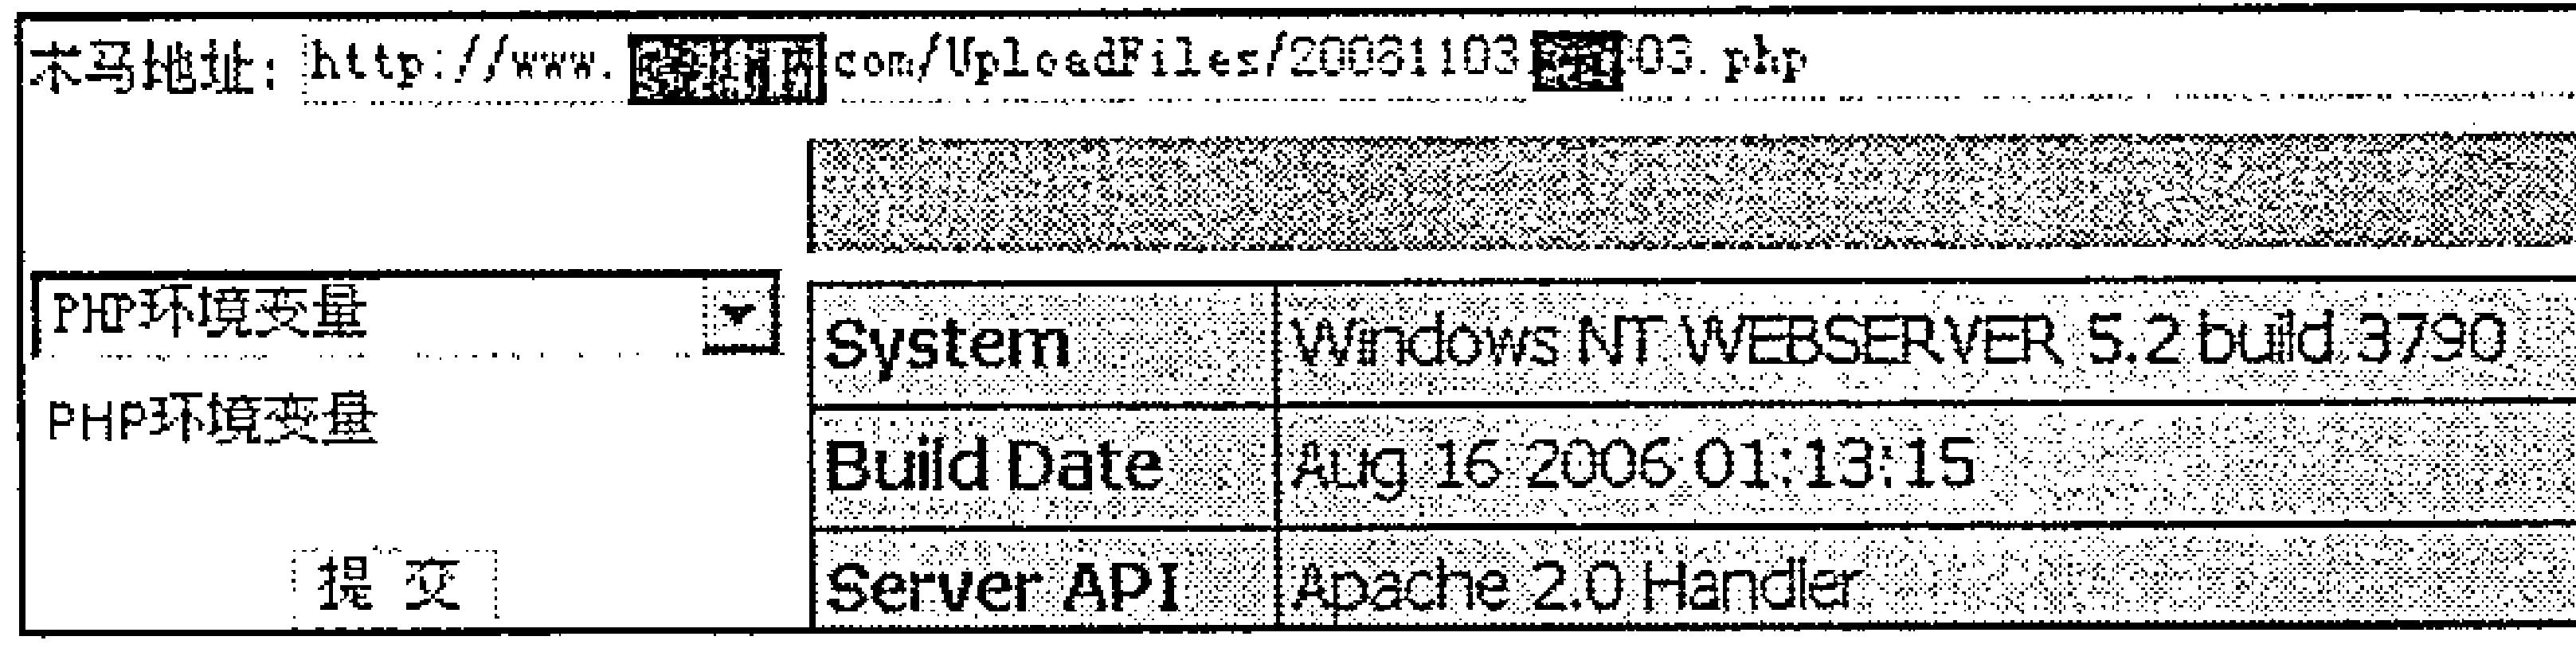 木马地址: http://www. com/UploadFiles/20081103 03.php
PHP环境变量
PHP环境变量
提 交
System Windows NT WEBSERVER 5.2 build 3790
Build Date Aug 16 2006 01:13:15
Server API Apache 2.0 Handler